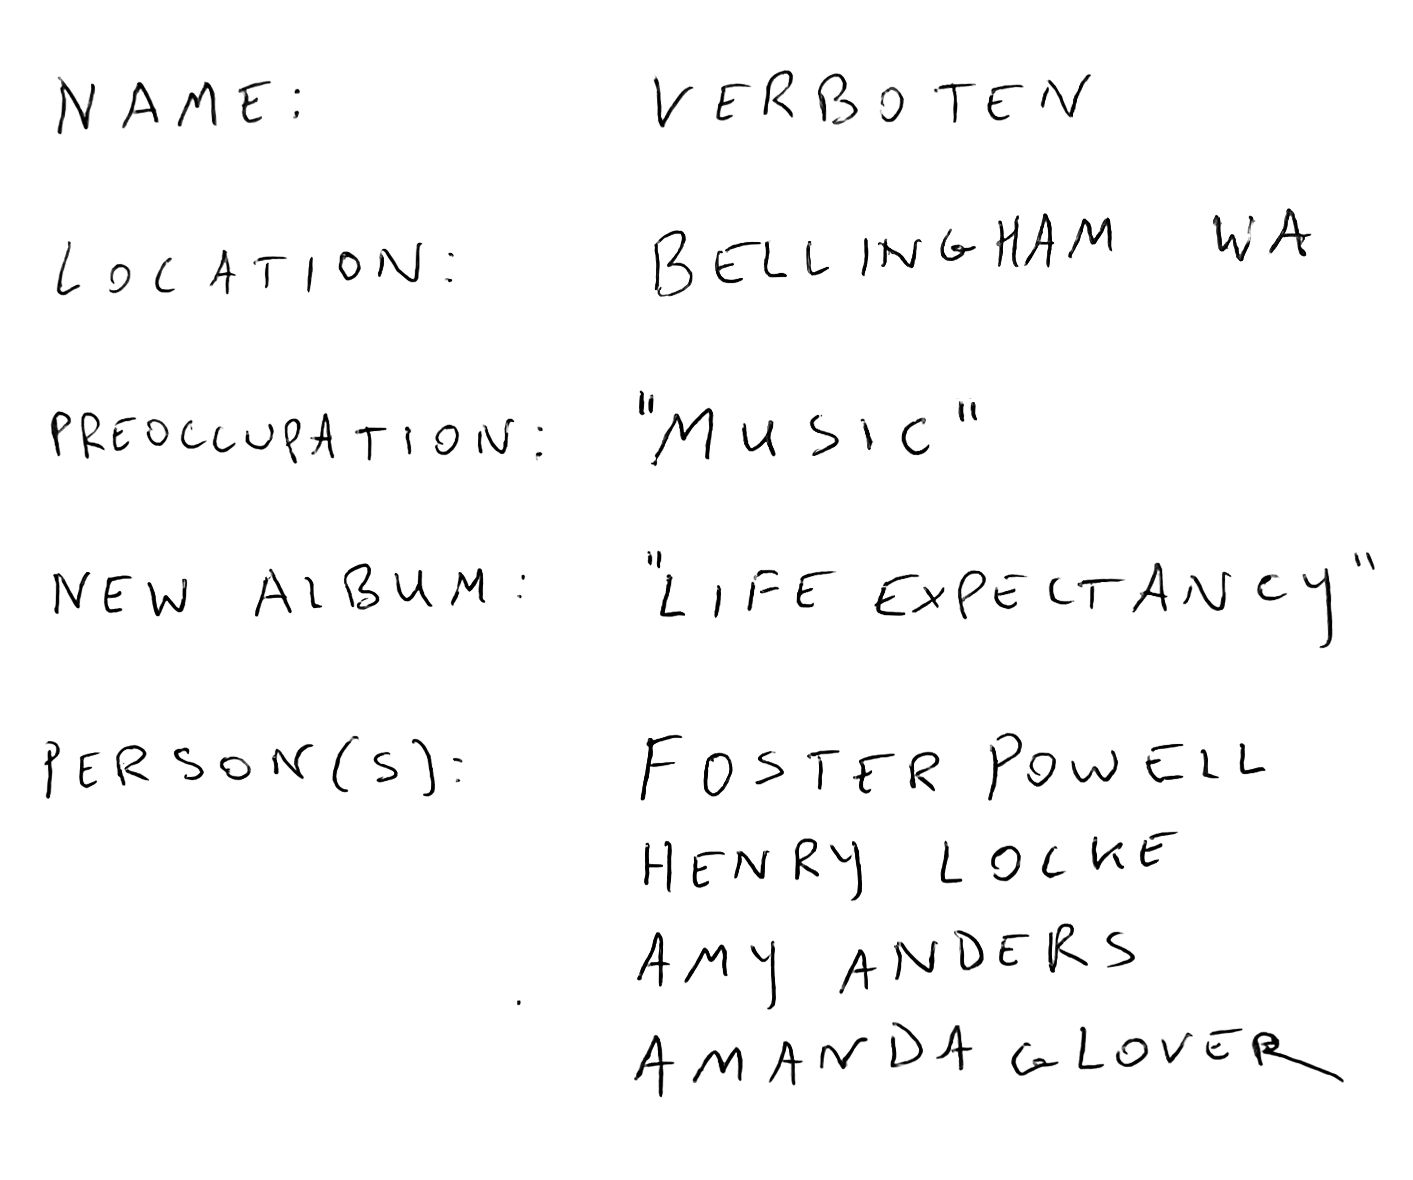 NAME: VERBOTEN
LOCATION: BELLINGHAM WA
PREOCCUPATION: "MUSIC"
NEW ALBUM: "LIFE EXPECTANCY"
PERSON(S): FOSTER POWELL
HENRY LOCKE
AMY ANDERS
AMANDA GLOVER